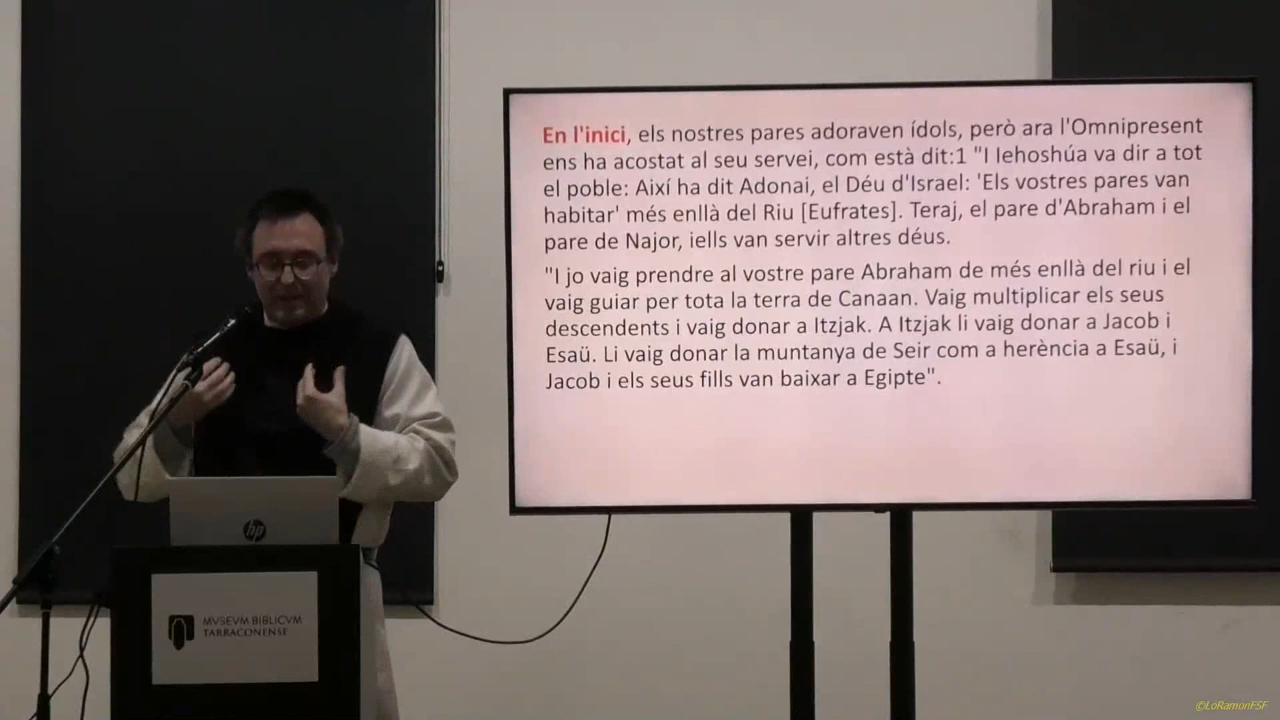 En l'inici, els nostres pares adoraven ídols, però ara l'Omnipresent
ens ha acostat al seu servei, com està dit:1 "I Iehoshúa va dir a tot
el poble: Així ha dit Adonai, el Déu d'Israel: 'Els vostres pares van
habitar' més enllà del Riu [Eufrates]. Teraj, el pare d'Abraham i el
pare de Najor, iells van servir altres déus.
"I jo vaig prendre al vostre pare Abraham de més enllà del riu i el
vaig guiar per tota la terra de Canaan. Vaig multiplicar els seus
descendents i vaig donar a Itzjak. A Itzjak li vaig donar a Jacob i
Esaü. Li vaig donar la muntanya de Seir com a herència a Esaü, i
Jacob i els seus fills van baixar a Egipte".
hp
MVSEVM BIBLICVM
TARRACONENSE
©LoRamonFSF